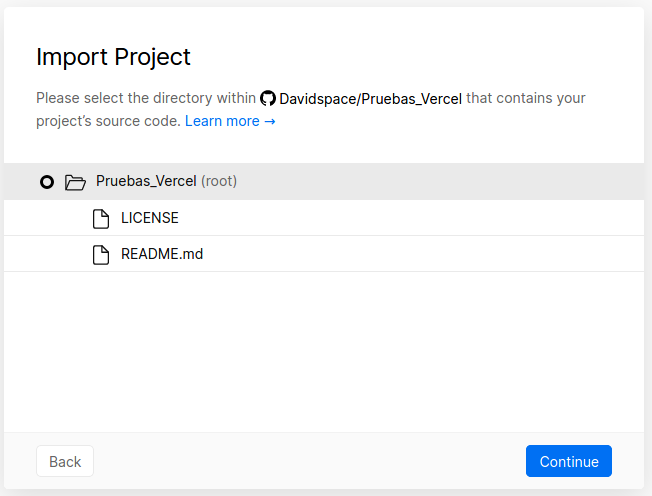 Import Project
Please select the directory within Davidspace/Pruebas_Vercel that contains your
project's source code. Learn more →
Pruebas_Vercel (root)
LICENSE
README.md
Back
Continue